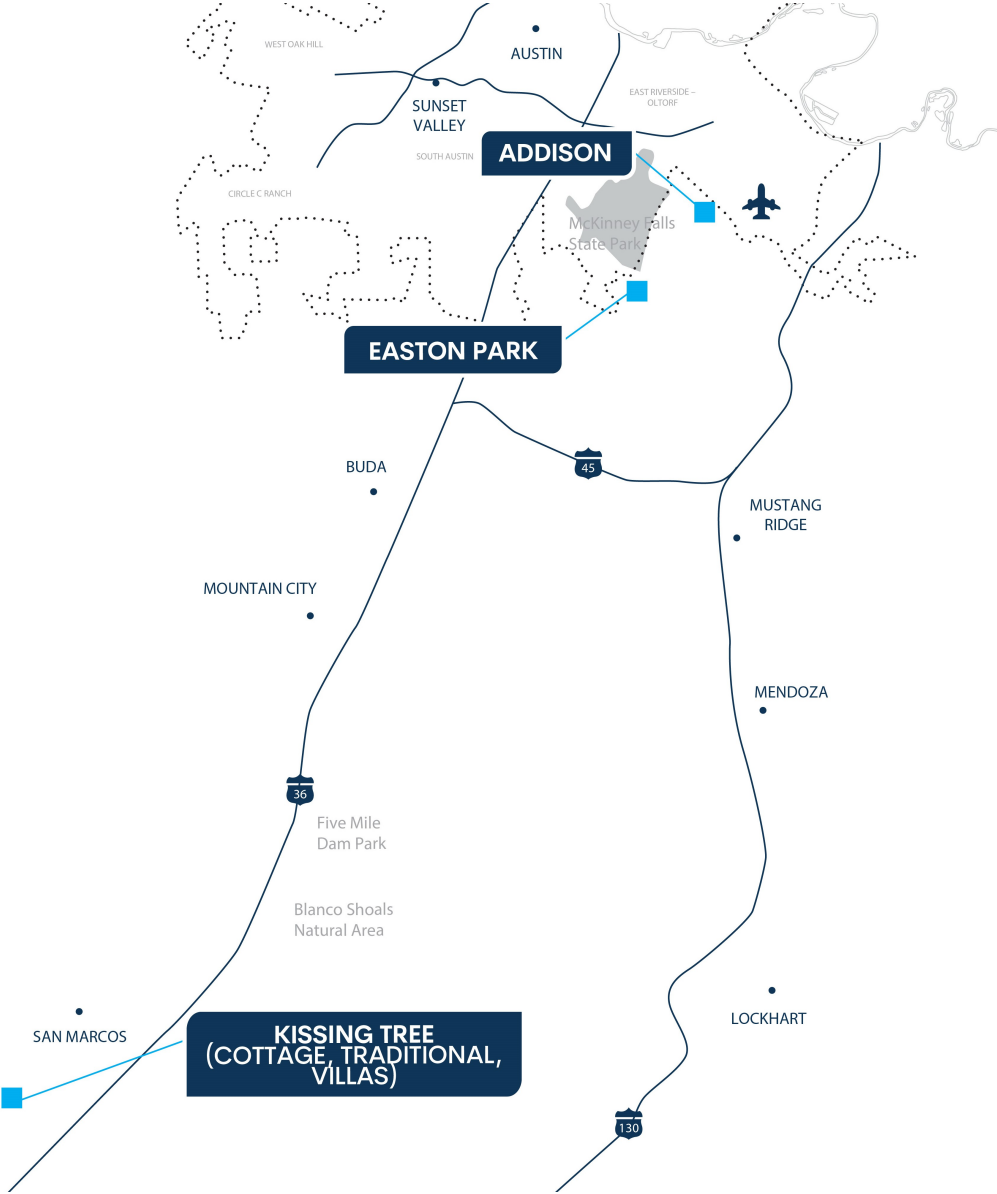 WEST OAK HILL
AUSTIN
EAST RIVERSIDE –
OLTORF
SUNSET
VALLEY
SOUTH AUSTIN
ADDISON
CIRCLE C RANCH
McKinney Falls
State Park
EASTON PARK
45
BUDA
MUSTANG
RIDGE
MOUNTAIN CITY
MENDOZA
36
Five Mile
Dam Park
Blanco Shoals
Natural Area
SAN MARCOS
LOCKHART
KISSING TREE
(COTTAGE, TRADITIONAL,
VILLAS)
130